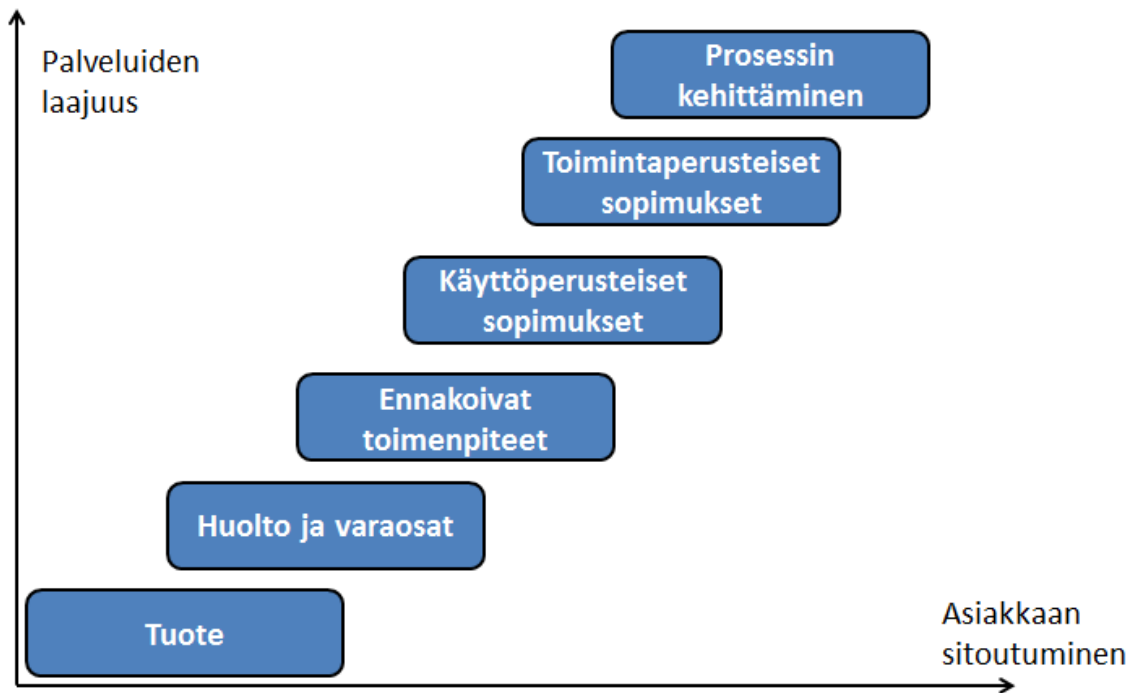 Palveluiden
laajuus
Prosessin
kehittäminen
Toimintaperusteiset
sopimukset
Käyttöperusteiset
sopimukset
Ennakoivat
toimenpiteet
Huolto ja varaosat
Tuote
Asiakkaan
sitoutuminen